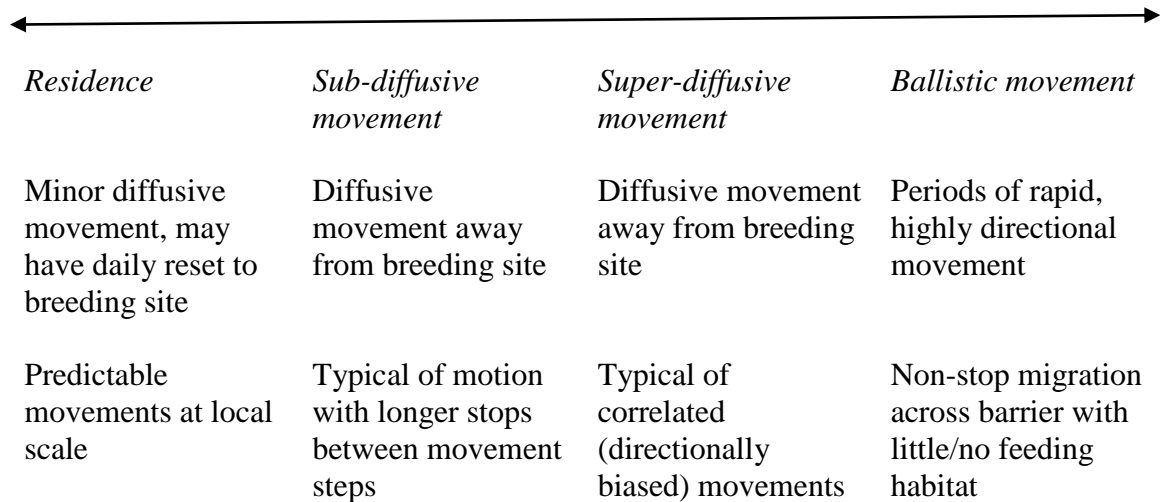 Residence
Minor diffusive
movement, may
have daily reset to
breeding site
Predictable
movements at local
scale
Sub-diffusive
movement
Diffusive
movement away
from breeding site
Typical of motion
with longer stops
between movement
steps
Super-diffusive
movement
Diffusive movement
away from breeding
site
Typical of
correlated
(directionally
biased) movements
Ballistic movement
Periods of rapid,
highly directional
movement
Non-stop migration
across barrier with
little/no feeding
habitat